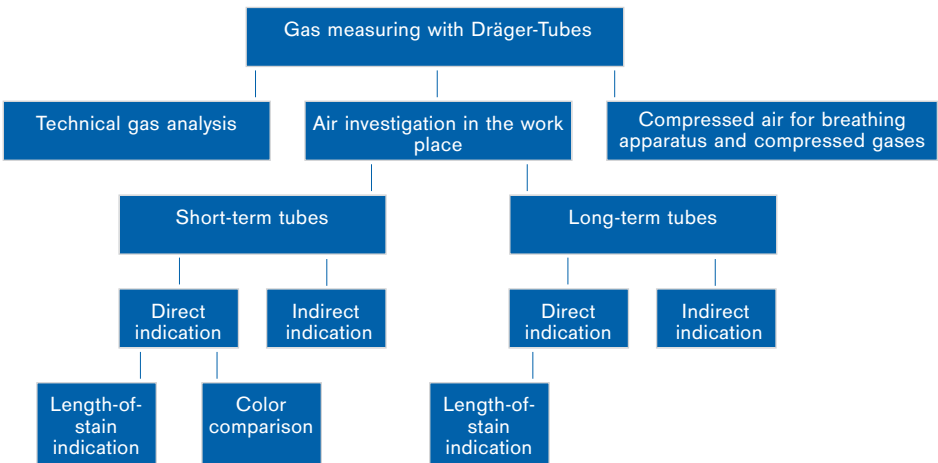 Gas measuring with Dräger-Tubes
Technical gas analysis
Air investigation in the work
place
Compressed air for breathing
apparatus and compressed gases
Short-term tubes
Long-term tubes
Direct
indication
Indirect
indication
Direct
indication
Indirect
indication
Length-of-
stain
indication
Color
comparison
Length-of-
stain
indication